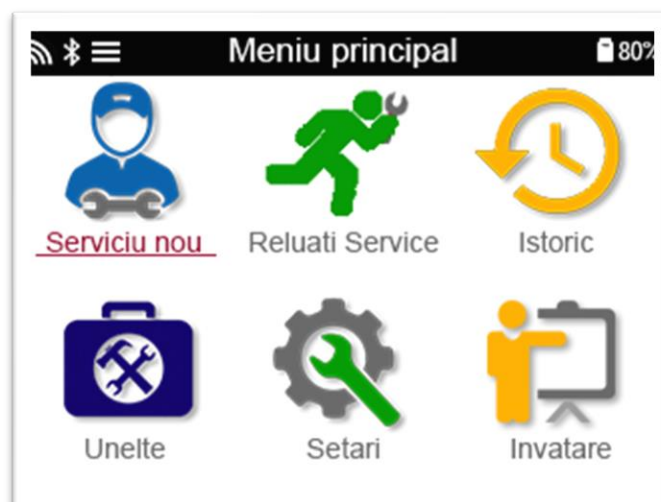 Meniu principal
80%
Serviciu nou
Reluati Service
Istoric
Unelte
Setari
Invatare